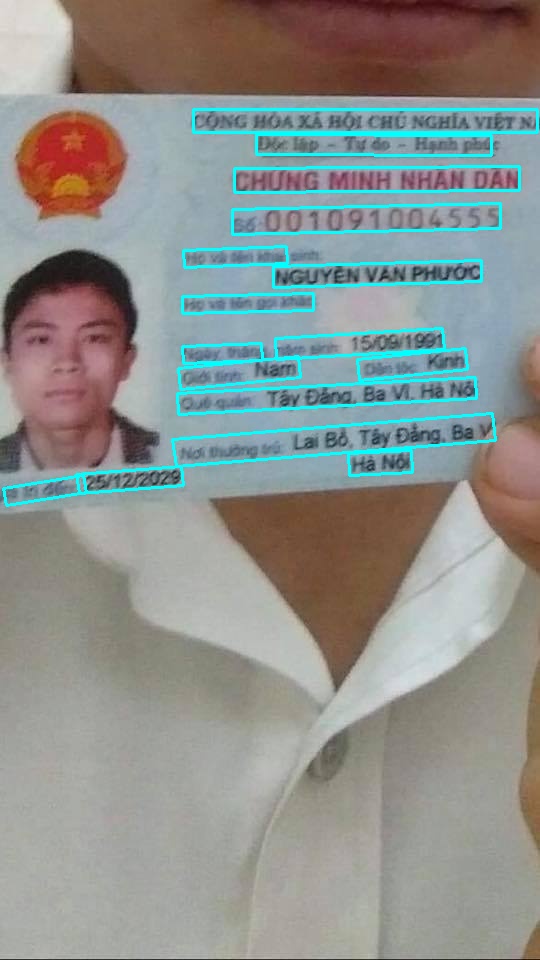 CỘNG HÒA XÃ HỘI CHỦ NGHĨA VIỆT NA
Độc lập - Tự do - Hạnh phúc
CHỨNG MINH NHÂN DÂN
Số: 001091004555
Họ và tên khai sinh:
NGUYỄN VĂN PHƯỚC
Họ và tên gọi khác
Ngày, tháng, năm sinh: 15/09/1991
Giới tính: Nam Dân tộc: Kinh
Quê quán: Tây Đằng, Ba Vì, Hà Nội
Nơi thường trú: Lai Bồ, Tây Đằng, Ba V
Hà Nội
á trị đến: 25/12/2029